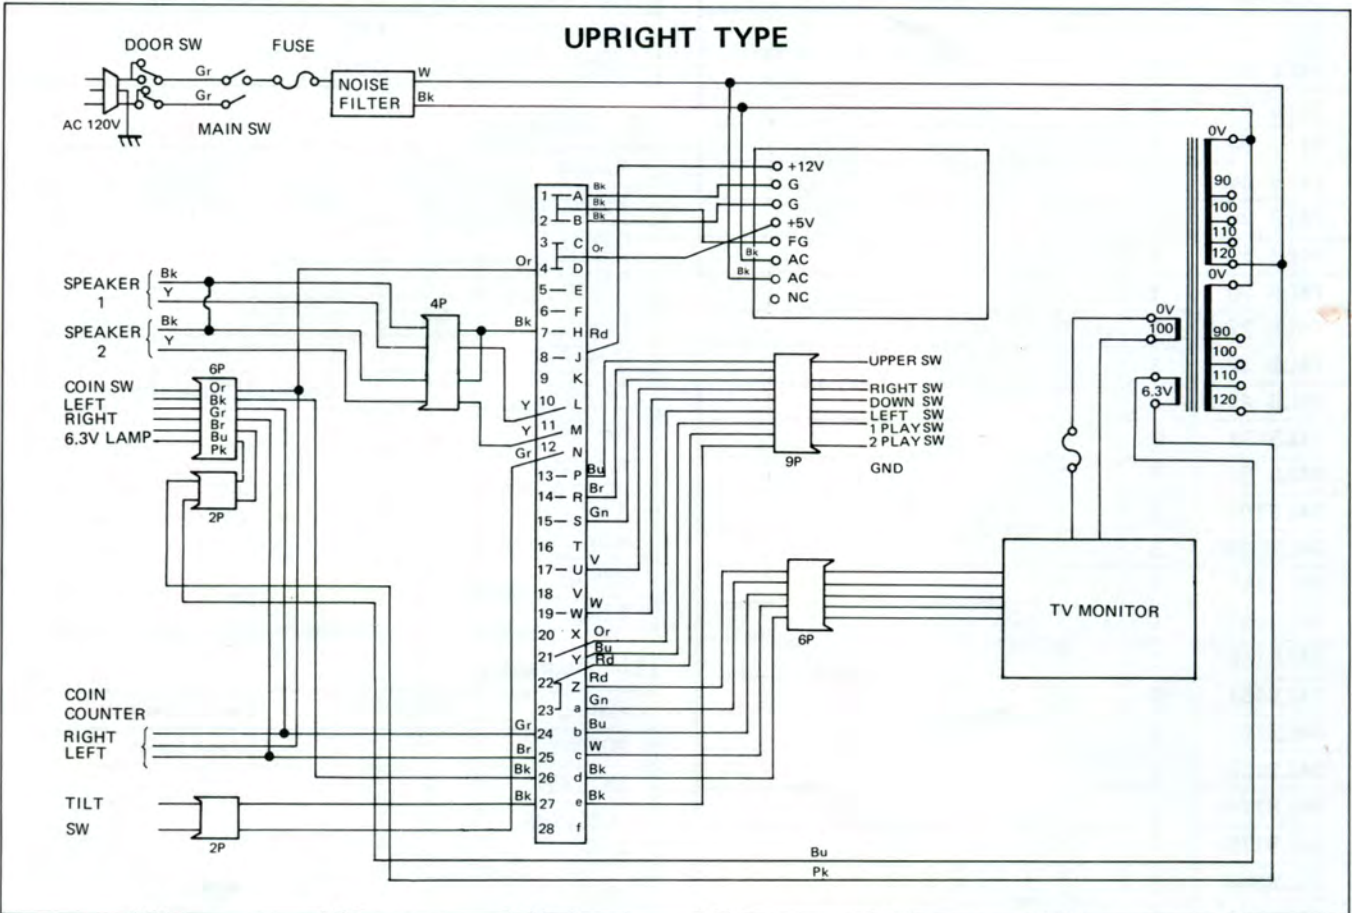 UPRIGHT TYPE
DOOR SW
FUSE
Gr
Gr
NOISE
FILTER
W
Bk
AC 120V
MAIN SW
+12V
G
G
+5V
FG
AC
AC
NC
Bk
Bk
0V
90
100
110
120
0V
90
100
110
120
0V
100
6.3V
1 A Bk
Bk
2 B Bk
3 C Or
Or 4 D
5 E
6 F
Bk 7 H Rd
8 J
9 K
Y 10 L
Y 11 M
Gr 12 N
13 P Bu
14 R Br
15 S Gn
16 T
17 U V
18 V
19 W W
20 X Or
21 Y Bu
Rd
22 Z Rd
23 a Gn
Gr 24 b Bu
Br 25 c W
Bk 26 d Bk
Bk 27 e Bk
28 f
SPEAKER
1
Bk
Y
SPEAKER
2
Bk
Y
4P
6P
COIN SW
LEFT
RIGHT
6.3V LAMP
Or
Bk
Gr
Br
Bu
Pk
2P
UPPER SW
RIGHT SW
DOWN SW
LEFT SW
1 PLAY SW
2 PLAY SW
GND
9P
6P
TV MONITOR
COIN
COUNTER
RIGHT
LEFT
TILT
SW
2P
Bu
Pk